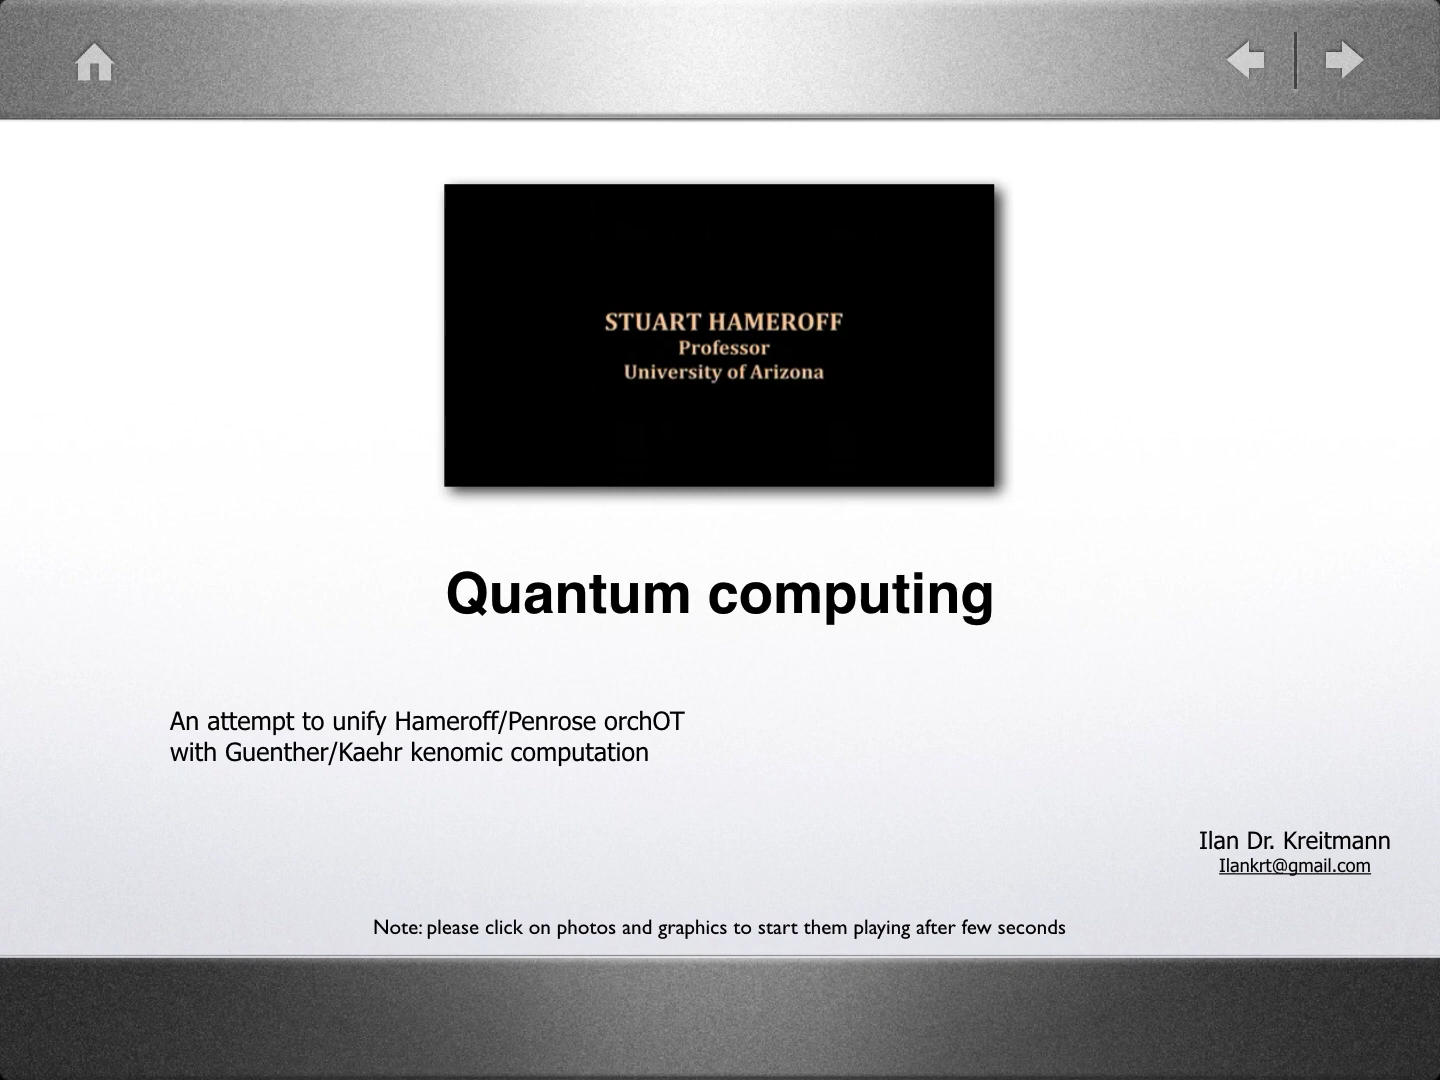 STUART HAMEROFF
Professor
University of Arizona
Quantum computing
An attempt to unify Hameroff/Penrose orchOT
with Guenther/Kaehr kenomic computation
Ilan Dr. Kreitmann
Ilankrt@gmail.com
Note: please click on photos and graphics to start them playing after few seconds